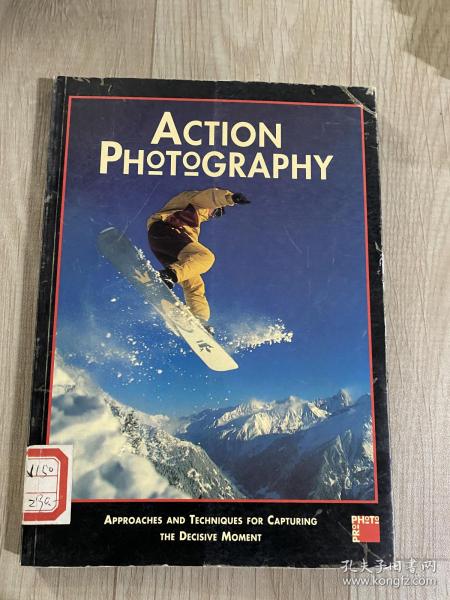 ACTION
PHOTOGRAPHY
APPROACHES AND TECHNIQUES FOR CAPTURING
THE DECISIVE MOMENT
PHOTO
PRO
孔夫子旧书网
www.kongfz.com